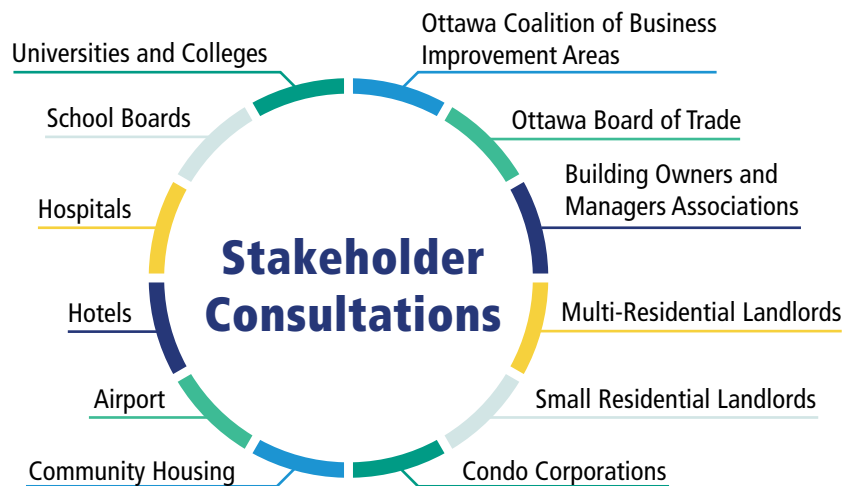 Ottawa Coalition of Business
Improvement Areas
Universities and Colleges
School Boards
Ottawa Board of Trade
Building Owners and
Managers Associations
Hospitals
Stakeholder
Consultations
Hotels
Multi-Residential Landlords
Airport
Small Residential Landlords
Community Housing
Condo Corporations